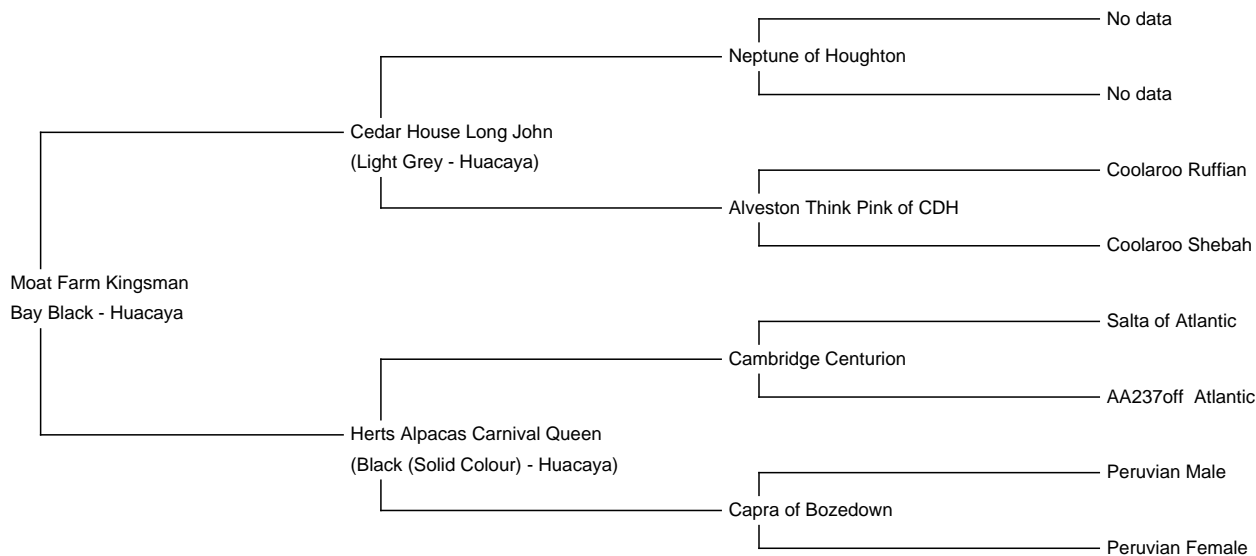 No data
Neptune of Houghton
No data
Cedar House Long John
(Light Grey - Huacaya)
Coolaroo Ruffian
Alveston Think Pink of CDH
Coolaroo Shebah
Moat Farm Kingsman
Bay Black - Huacaya
Salta of Atlantic
Cambridge Centurion
AA237off  Atlantic
Herts Alpacas Carnival Queen
(Black (Solid Colour) - Huacaya)
Peruvian Male
Capra of Bozedown
Peruvian Female